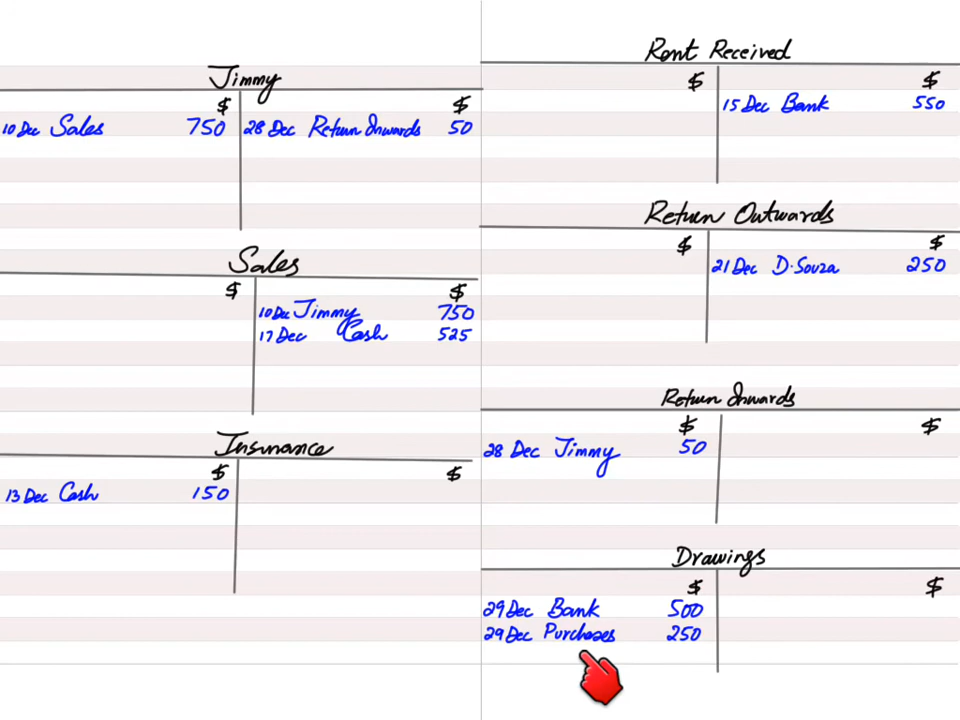 Jimmy
$ $
10 Dec Sales 750 28 Dec Return Inwards 50
Sales
$ $
10 Dec Jimmy 750
17 Dec Cash 525
Insurance
$ $
13 Dec Cash 150
Rent Received
$ $
15 Dec Bank 550
Return Outwards
$ $
21 Dec D.Souza 250
Return Inwards
$ $
28 Dec Jimmy 50
Drawings
$ $
29 Dec Bank 500
29 Dec Purchases 250